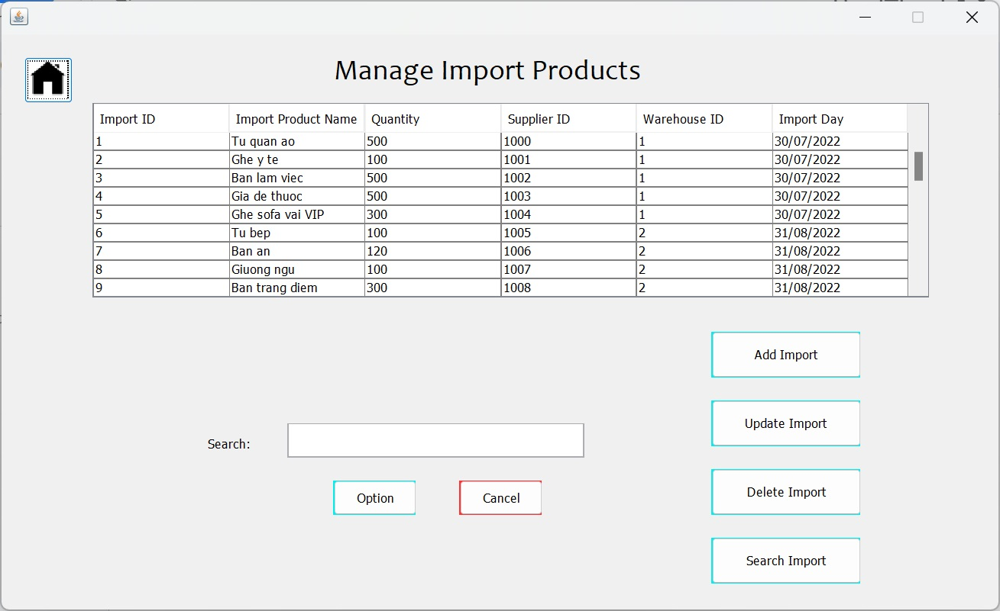 Manage Import Products
Import ID Import Product Name Quantity Supplier ID Warehouse ID Import Day
1 Tu quan ao 500 1000 1 30/07/2022
2 Ghe y te 100 1001 1 30/07/2022
3 Ban lam viec 500 1002 1 30/07/2022
4 Gia de thuoc 500 1003 1 30/07/2022
5 Ghe sofa vai VIP 300 1004 1 30/07/2022
6 Tu bep 100 1005 2 31/08/2022
7 Ban an 120 1006 2 31/08/2022
8 Giuong ngu 100 1007 2 31/08/2022
9 Ban trang diem 300 1008 2 31/08/2022
Add Import
Update Import
Search:
Delete Import
Option Cancel
Search Import